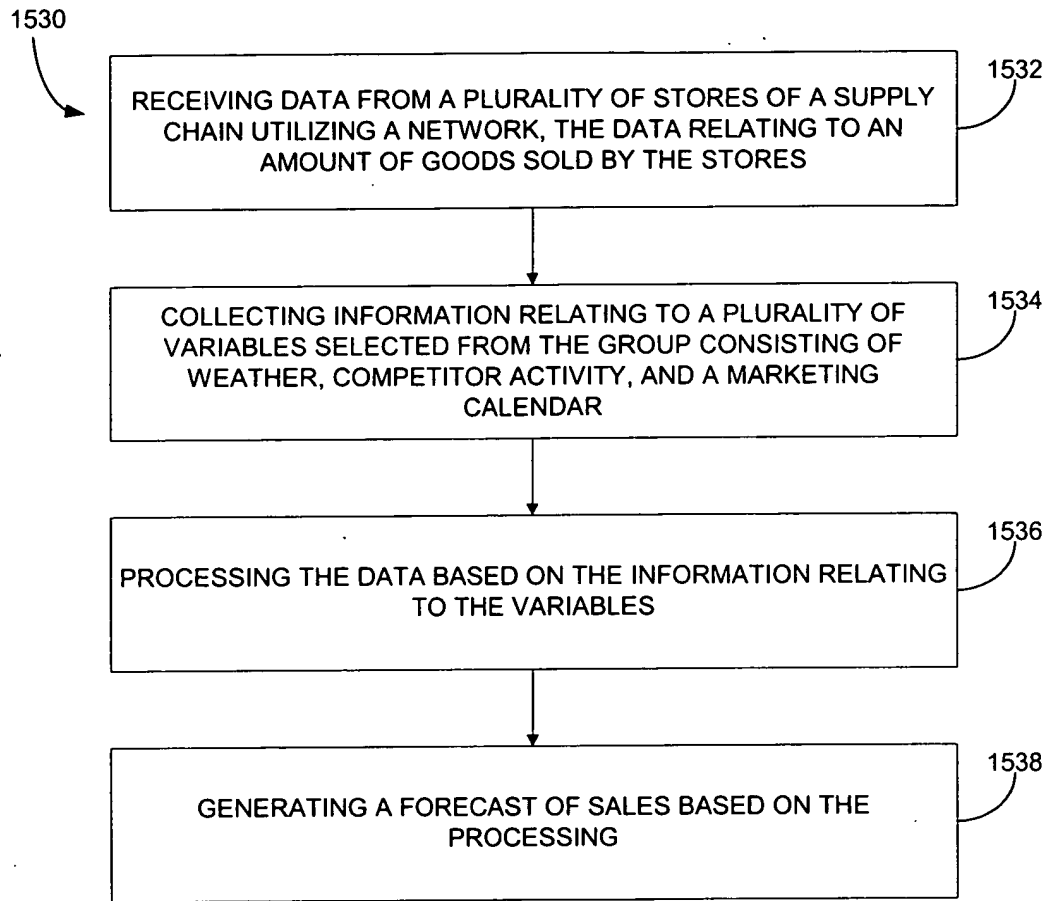 1530
1532
RECEIVING DATA FROM A PLURALITY OF STORES OF A SUPPLY
CHAIN UTILIZING A NETWORK, THE DATA RELATING TO AN
AMOUNT OF GOODS SOLD BY THE STORES
1534
COLLECTING INFORMATION RELATING TO A PLURALITY OF
VARIABLES SELECTED FROM THE GROUP CONSISTING OF
WEATHER, COMPETITOR ACTIVITY, AND A MARKETING
CALENDAR
1536
PROCESSING THE DATA BASED ON THE INFORMATION RELATING
TO THE VARIABLES
1538
GENERATING A FORECAST OF SALES BASED ON THE
PROCESSING